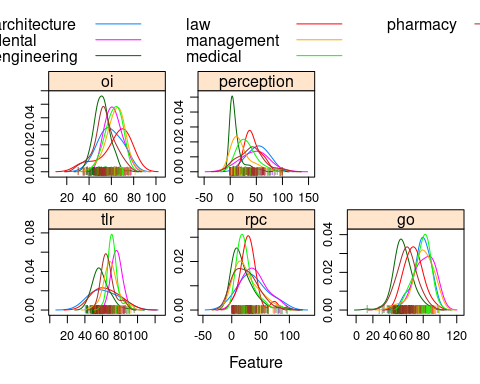 architecture law pharmacy
dental management
engineering medical
oi perception
0.00 0.02 0.04
20 40 60 80 100
0.00 0.02 0.04
-50 0 50 100 150
tlr rpc go
0.00 0.04 0.08
20 40 60 80 100
0.00 0.02
-50 0 50 100
0.00 0.02 0.04
0 20 40 60 80 120
Feature